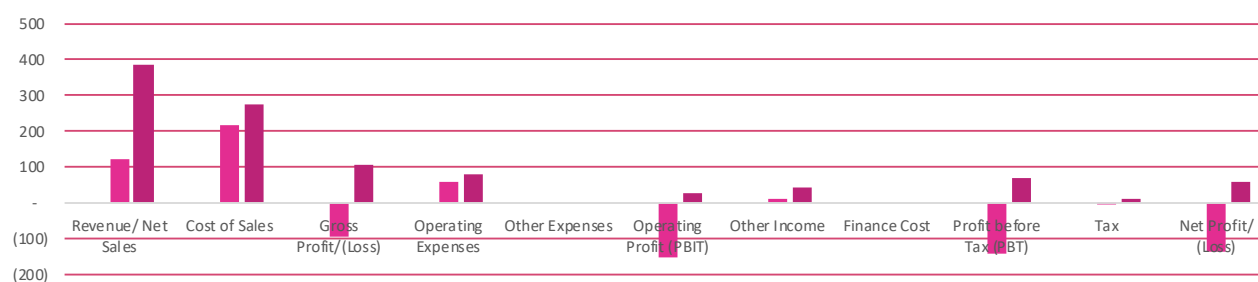 500
400
300
200
100
-
(100)
(200)
Revenue/ Net
Sales
Cost of Sales
Gross
Profit/(Loss)
Operating
Expenses
Other Expenses
Operating
Profit (PBIT)
Other Income
Finance Cost
Profit before
Tax (PBT)
Tax
Net Profit/
(Loss)